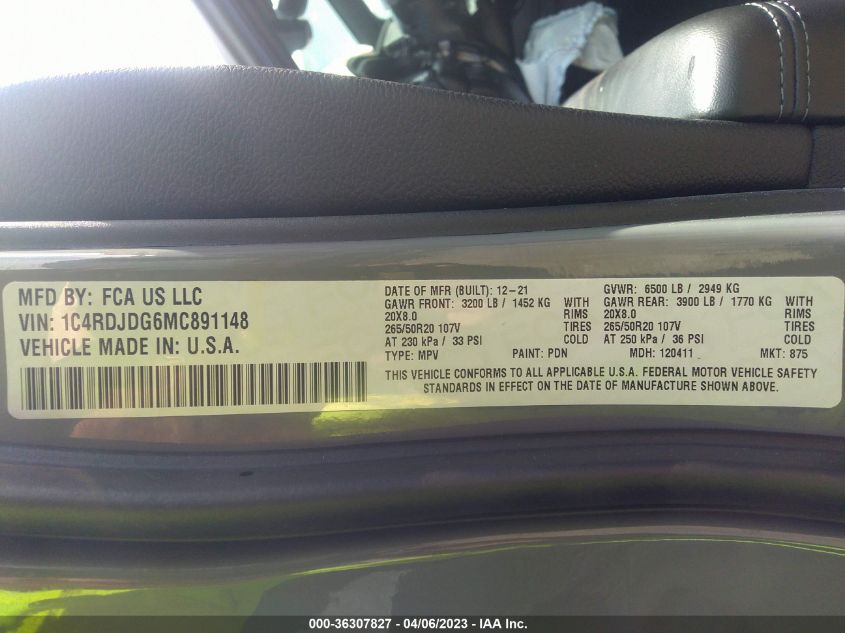 MFD BY: FCA US LLC
VIN: 1C4RDJDG6MC891148
VEHICLE MADE IN: U.S.A.
DATE OF MFR (BUILT): 12-21 GVWR: 6500 LB / 2949 KG
GAWR FRONT: 3200 LB / 1452 KG WITH GAWR REAR: 3900 LB / 1770 KG WITH
20X8.0 RIMS 20X8.0 RIMS
265/50R20 107V TIRES 265/50R20 107V TIRES
AT 230 kPa / 33 PSI COLD AT 250 kPa / 36 PSI COLD
TYPE: MPV PAINT: PDN MDH: 120411 MKT: 875
THIS VEHICLE CONFORMS TO ALL APPLICABLE U.S.A. FEDERAL MOTOR VEHICLE SAFETY
STANDARDS IN EFFECT ON THE DATE OF MANUFACTURE SHOWN ABOVE.
000-36307827 - 04/06/2023 - IAA Inc.